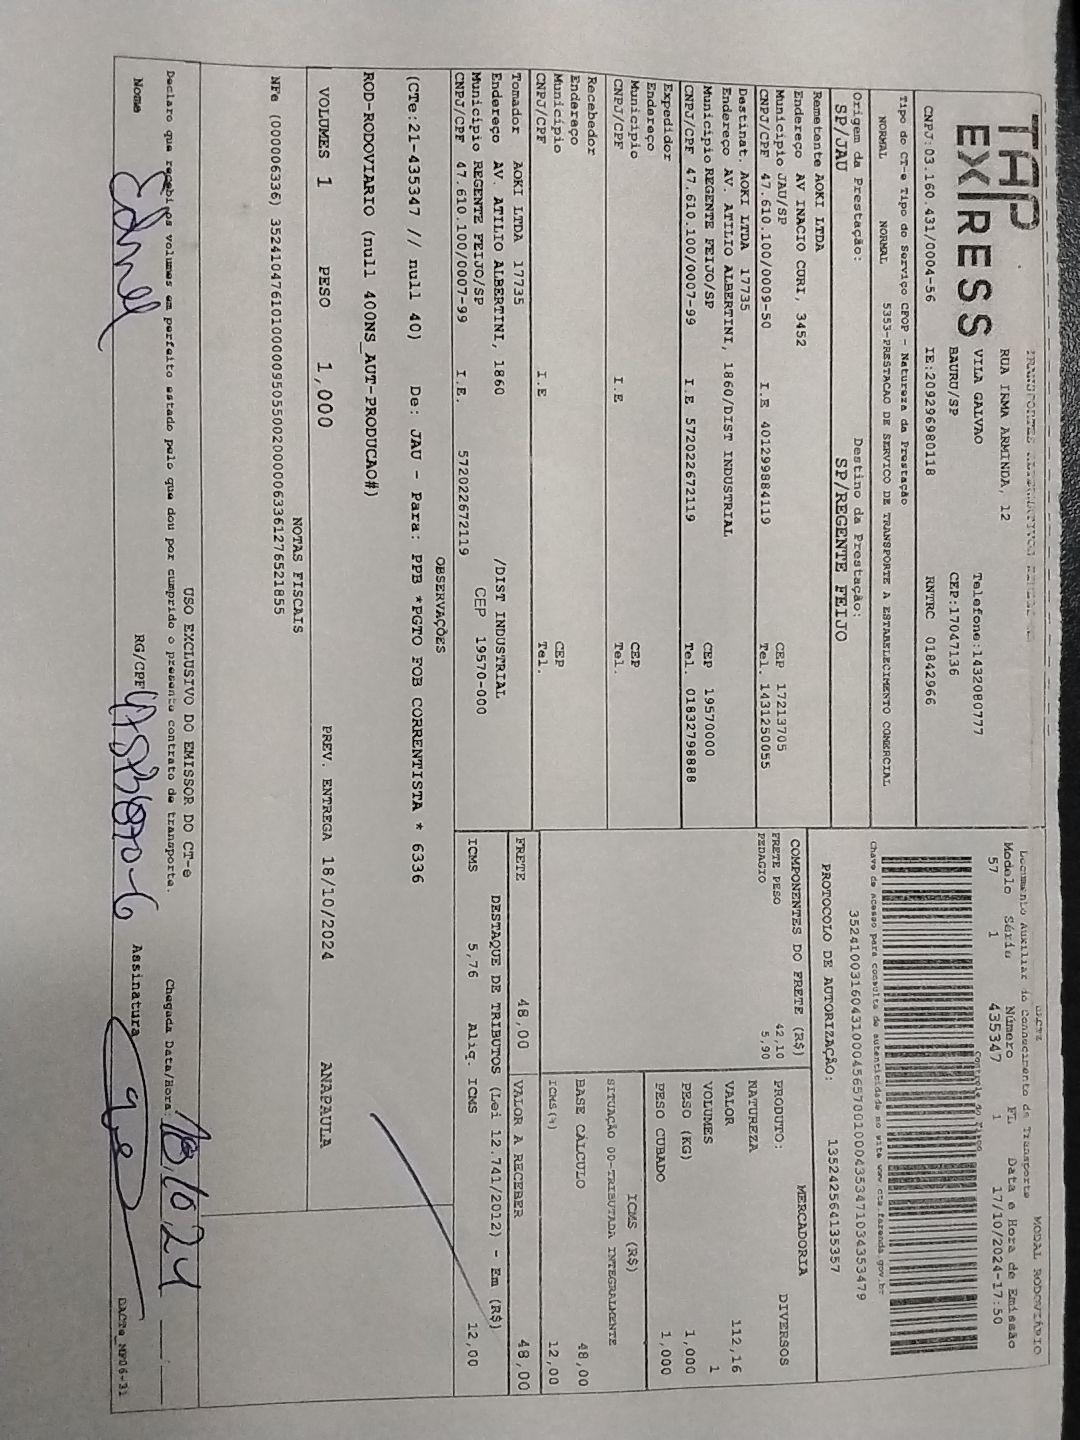 TAP
EXPRESS
RUA IRMA ARMINDA, 12
VILA GALVAO Telefone:1432080777
BAURU/SP CEP:17047136
CNPJ:03.160.431/0004-56 IE:209296980118 RNTRC 01842966
Tipo do CT-e Tipo do Serviço CFOP - Natureza da Prestação
NORMAL NORMAL 5353-PRESTACAO DE SERVICO DE TRANSPORTE A ESTABELECIMENTO COMERCIAL
Origem da Prestação: Destino da Prestação:
SP/JAU SP/REGENTE FEIJO
Remetente AOKI LTDA
Endereço AV INACIO CURI, 3452
Município JAU/SP CEP 17213705
CNPJ/CPF 47.610.100/0009-50 I.E 401299884119 Tel. 1431250055
Destinat. AOKI LTDA 17735
Endereço AV. ATILIO ALBERTINI, 1860/DIST INDUSTRIAL
Município REGENTE FEIJO/SP CEP 19570000
CNPJ/CPF 47.610.100/0007-99 I.E 572022672119 Tel. 01832798888
Expedidor
Endereço
Município CEP
CNPJ/CPF I.E Tel.
Recebedor
Endereço
Município CEP
CNPJ/CPF I.E Tel.
Tomador AOKI LTDA 17735
Endereço AV. ATILIO ALBERTINI, 1860 /DIST INDUSTRIAL
Município REGENTE FEIJO/SP CEP 19570-000
CNPJ/CPF 47.610.100/0007-99 I.E. 572022672119
Documento Auxiliar do Conhecimento de Transporte MODAL RODOVIÁRIO
Modelo Série Número FL Data e Hora de Emissão
57 1 435347 1 17/10/2024-17:50
Controle do Fisco
Chave de acesso para consulta de autenticidade no site www.cte.fazenda.gov.br
35241003160431000456570010004353471034353479
PROTOCOLO DE AUTORIZAÇÃO: 135242564135357
COMPONENTES DO FRETE (R$)
FRETE PESO 42,10
PEDAGIO 5,90
MERCADORIA
PRODUTO: DIVERSOS
NATUREZA
VALOR 112,16
VOLUMES 1
PESO (KG) 1,000
PESO CUBADO 1,000
ICMS (R$)
SITUAÇÃO 00-TRIBUTADA INTEGRALMENTE
BASE CÁLCULO 48,00
ICMS(%) 12,00
FRETE 48,00 VALOR A RECEBER 48,00
DESTAQUE DE TRIBUTOS (Lei 12.741/2012) - Em (R$)
ICMS 5,76 Aliq. ICMS 12,00
OBSERVAÇÕES
(CTe:21-435347 // null 40) De: JAU - Para: PPB *PGTO FOB CORRENTISTA * 6336
ROD-RODOVIARIO (null 400NS_AUT-PRODUCAO#)
VOLUMES 1 PESO 1,000 PREV. ENTREGA 18/10/2024 ANAPAULA
NOTAS FISCAIS
NFe (00006336) 35241047610100000950550020000063361276521855
USO EXCLUSIVO DO EMISSOR DO CT-e
Declaro que recebi os volumes em perfeito estado pelo que dou por cumprido o presente contrato de transporte. Chegada Data/Hora: 18/10/24
Nome RG/CPF Assinatura
DACTe_NP06-31